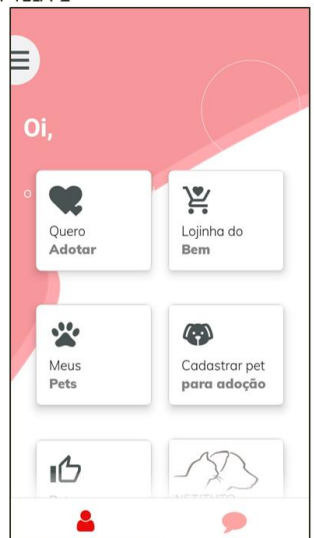 Oi,
Quero
Adotar
Lojinha do
Bem
Meus
Pets
Cadastrar pet
para adoção